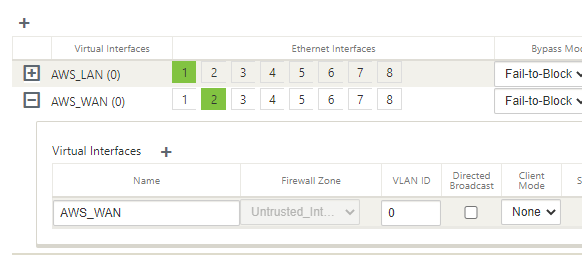 +
Virtual Interfaces Ethernet Interfaces Bypass Mo
+ AWS_LAN (0) 1 2 3 4 5 6 7 8 Fail-to-Block
− AWS_WAN (0) 1 2 3 4 5 6 7 8 Fail-to-Block
Virtual Interfaces +
Name Firewall Zone VLAN ID Directed Broadcast Client Mode S
AWS_WAN Untrusted_Int... 0 None